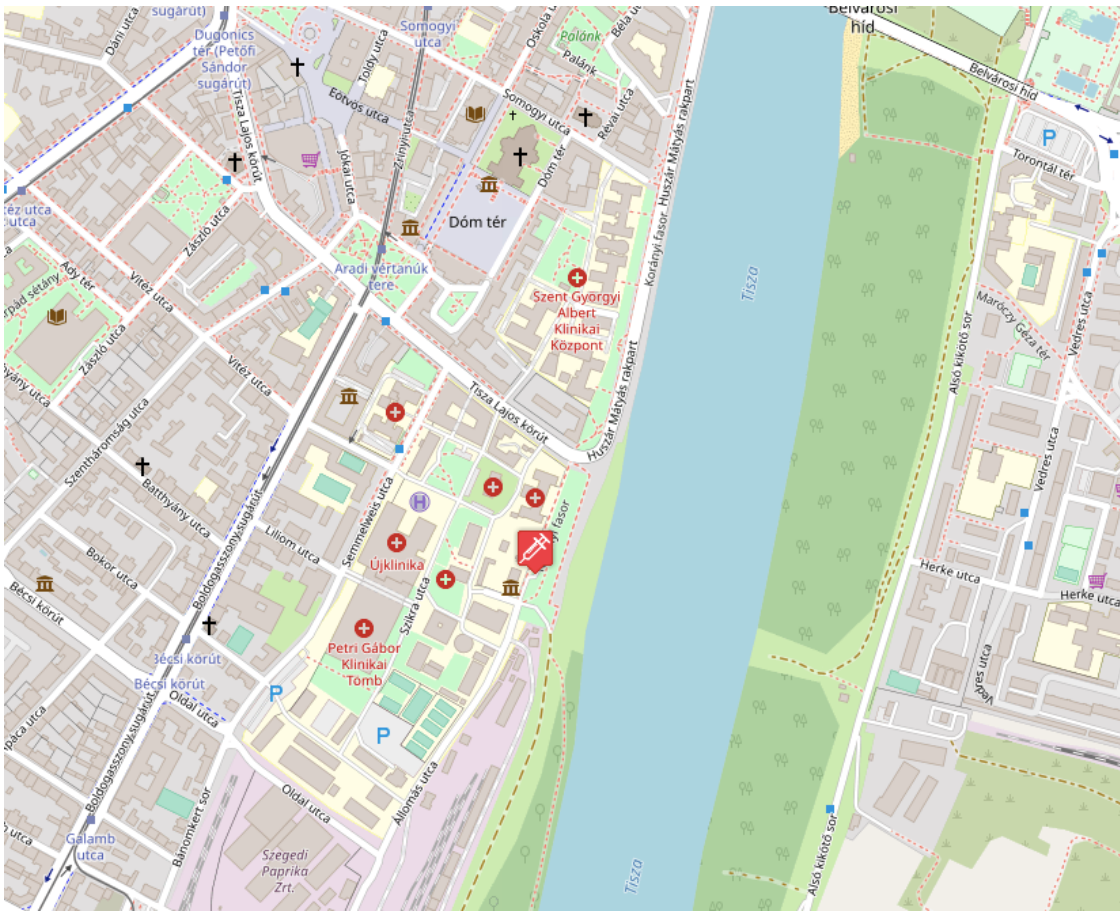 Dugonics
tér (Petőfi
Sándor
sugárút)
sugárút)
Dáni utca
Somogyi
utca
Toldy utca
Oskola
Palánk
Béla
Palánk
Belvárosi
híd
Belvárosi híd
Tisza Lajos körút
Eötvös utca
Somogyi utca
Révai utca
Zrínyi utca
Jókai utca
Dóm tér
Dóm tér
Huszár Mátyás rakpart
Korányi fasor
P
Torontál tér
Zászló utca
Vitéz utca
Ady tér
Aradi vértanúk
tere
Szent Györgyi
Albert
Klinikai
Központ
Tisza
Maróczy Géza tér
Vedres utca
Alsó kikötő sor
Zászló utca
Vitéz utca
Huszár Mátyás rakpart
Tisza Lajos körút
Szentháromság utca
Batthyány utca
Semmelweis utca
H
Vedres utca
Liliom utca
Újklinika
Boldogasszony sugárút
Bokor utca
Bécsi körút
Szikra utca
Herke utca
Herke utca
Petri Gábor
Klinikai
Tömb
Bécsi körút
Bécsi körút
Oldal utca
P
P
Vedres utca
Boldogasszony sugárút
Oldal utca
Állomás utca
Bánomkert sor
Galamb
utca
Szegedi
Paprika
Zrt.
Tisza
Alsó kikötő sor